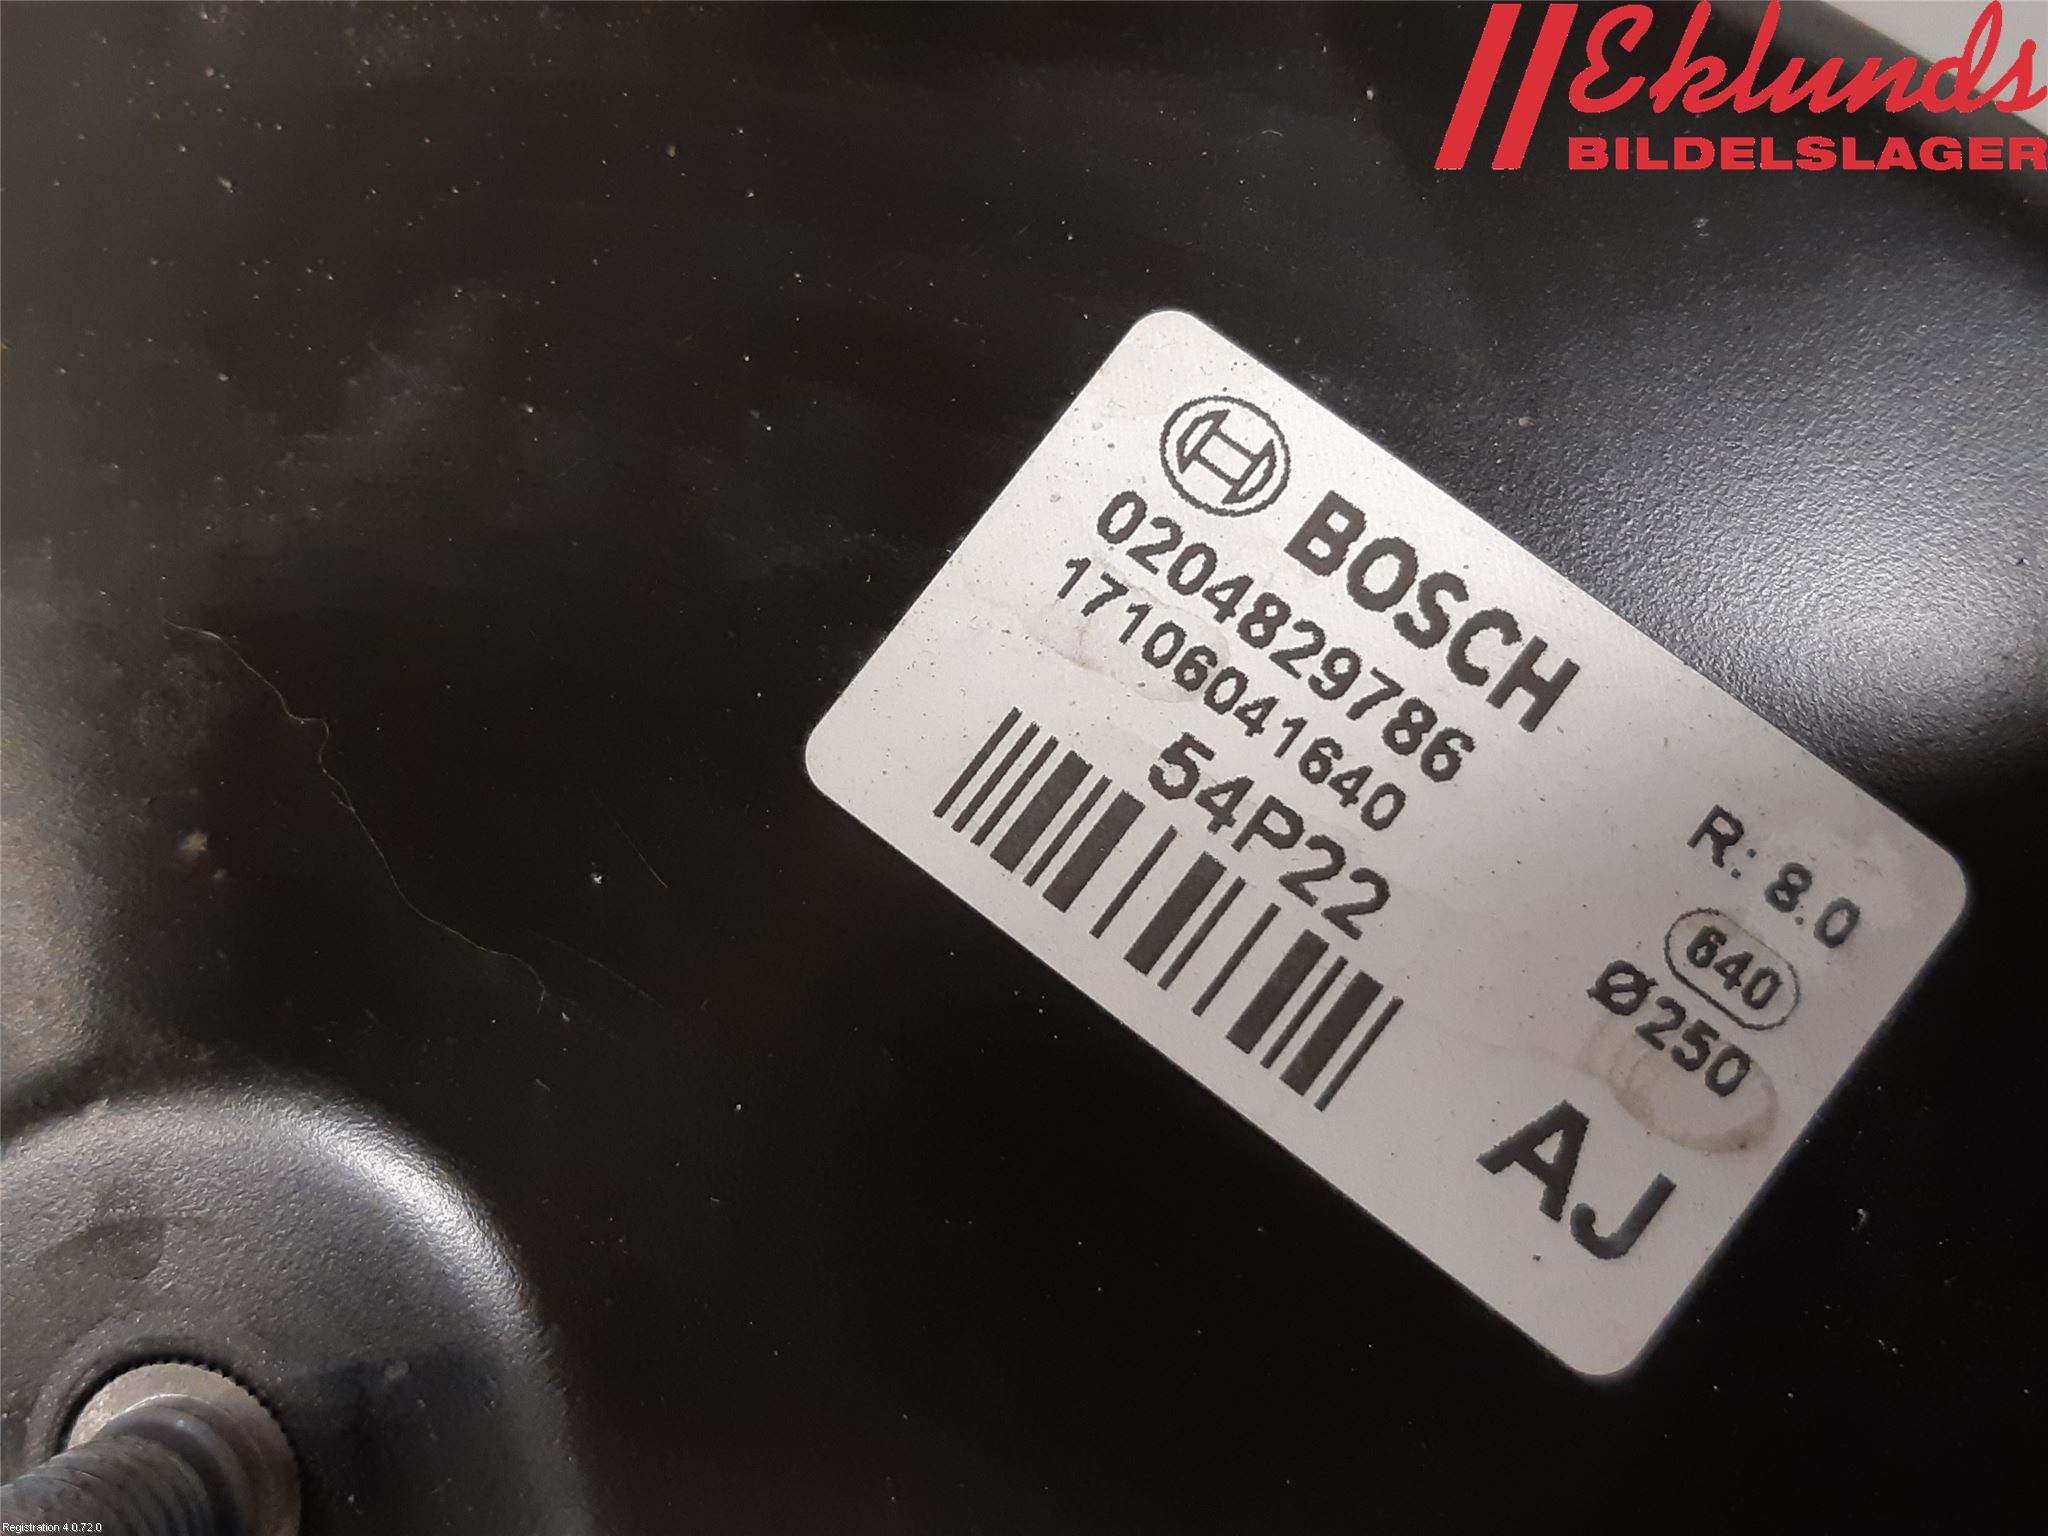 Eklunds
BILDELSLAGER
BOSCH
0204829786
17106041640
54P22
R: 8.0
640
Ø250
AJ
Registration 4.0.72.0